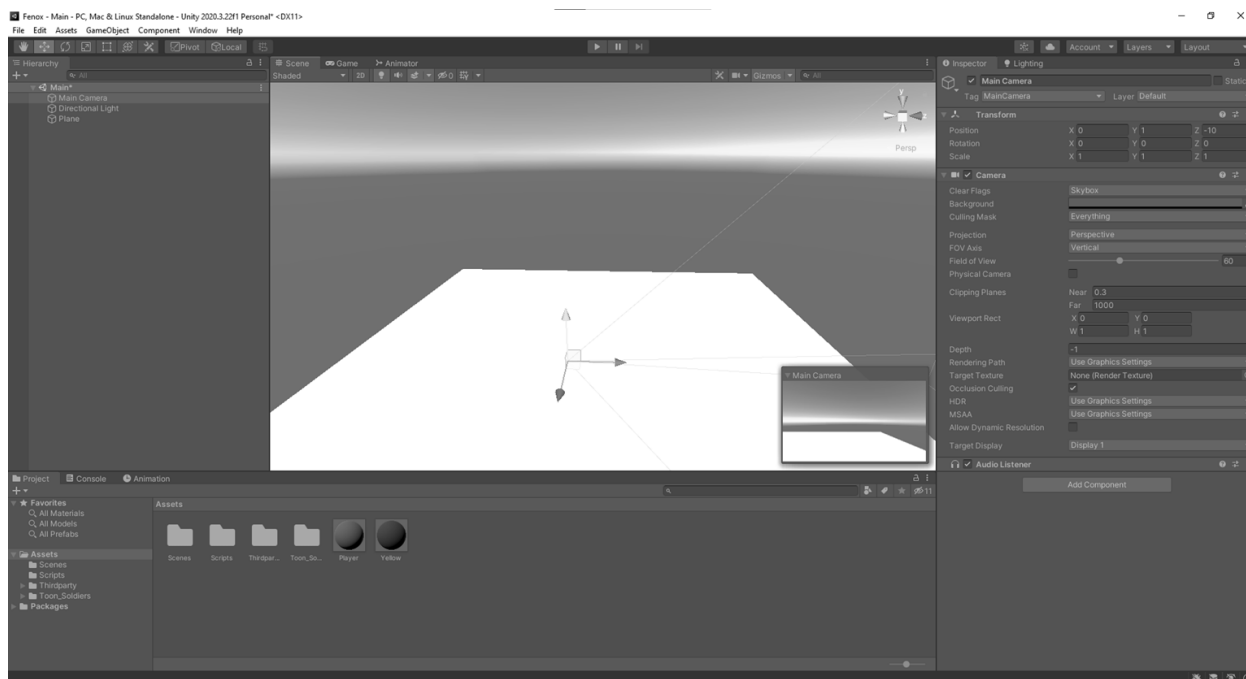 Fenox - Main - PC, Mac & Linux Standalone - Unity 2020.3.22f1 Personal* <DX11>
File Edit Assets GameObject Component Window Help
Pivot Local Account Layers Layout
Hierarchy Scene Game Animator Inspector Lighting
All Shaded 2D 0 Gizmos All Main Camera Static
Main* Tag MainCamera Layer Default
Main Camera
Directional Light
Plane
y
z
Persp
Transform
Position X 0 Y 1 Z -10
Rotation X 0 Y 0 Z 0
Scale X 1 Y 1 Z 1
Camera
Clear Flags Skybox
Background
Culling Mask Everything
Projection Perspective
FOV Axis Vertical
Field of View 60
Physical Camera
Clipping Planes Near 0.3
Far 1000
Viewport Rect X 0 Y 0
W 1 H 1
Depth -1
Rendering Path Use Graphics Settings
Main Camera Target Texture None (Render Texture)
Occlusion Culling
HDR Use Graphics Settings
MSAA Use Graphics Settings
Allow Dynamic Resolution
Target Display Display 1
Audio Listener
Add Component
Project Console Animation
11
Favorites
All Materials
All Models
All Prefabs
Assets
Scenes
Scripts
Thirdparty
Toon_Soldiers
Packages
Assets
Scenes Scripts Thirdpar... Toon_So... Player Yellow